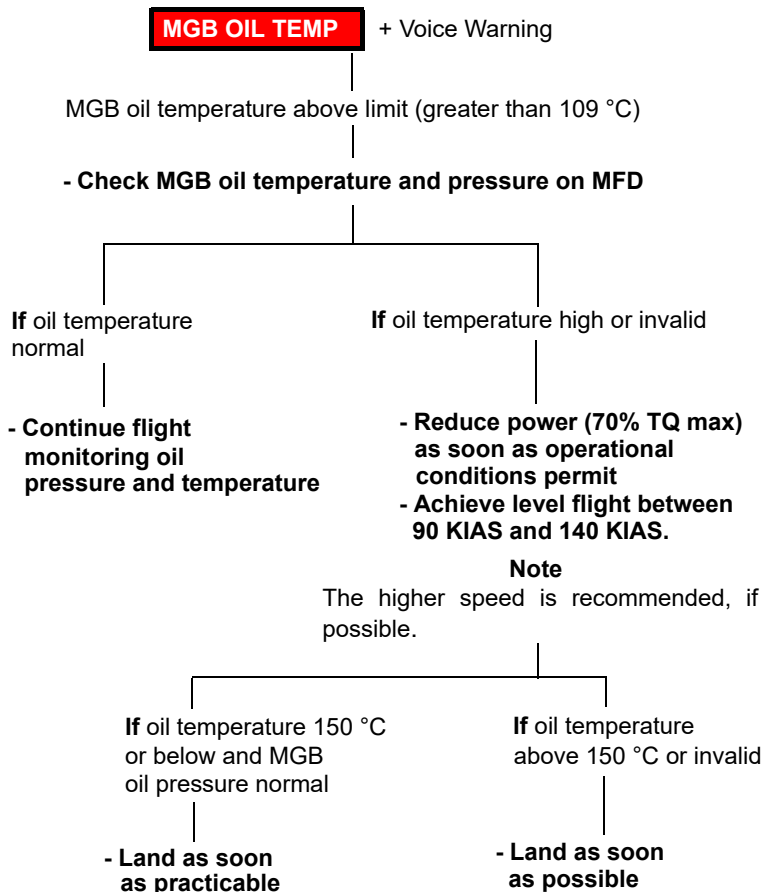 MGB OIL TEMP + Voice Warning
MGB oil temperature above limit (greater than 109 °C)
- Check MGB oil temperature and pressure on MFD
If oil temperature
normal
- Continue flight
monitoring oil
pressure and temperature
If oil temperature high or invalid
- Reduce power (70% TQ max)
as soon as operational
conditions permit
- Achieve level flight between
90 KIAS and 140 KIAS.
Note
The higher speed is recommended, if
possible.
If oil temperature 150 °C
or below and MGB
oil pressure normal
- Land as soon
as practicable
If oil temperature
above 150 °C or invalid
- Land as soon
as possible